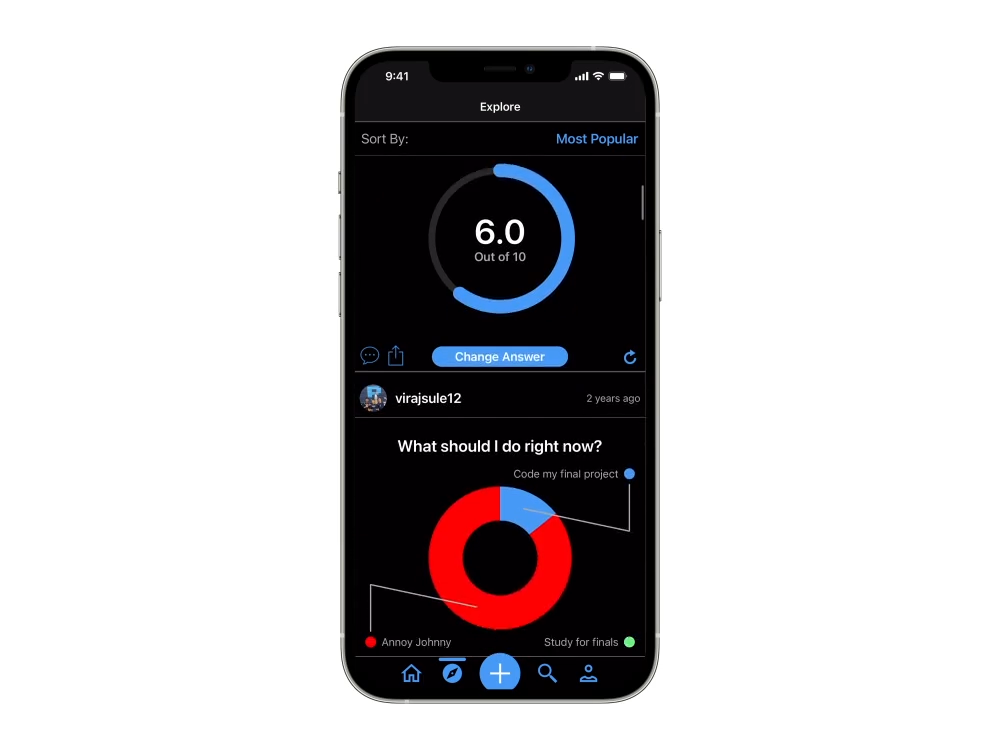 9:41
Explore
Sort By:
Most Popular
6.0
Out of 10
Change Answer
virajsule12
2 years ago
What should I do right now?
Code my final project
Annoy Johnny
Study for finals